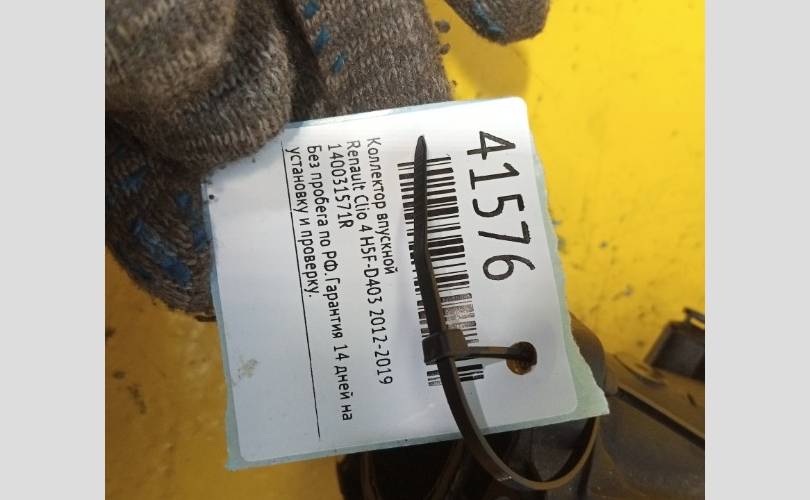 41576
Коллектор впускной
Renault Clio 4 H5F-D403 2012-2019
140031571R
Без пробега по РФ. Гарантия 14 дней на
установку и проверку.